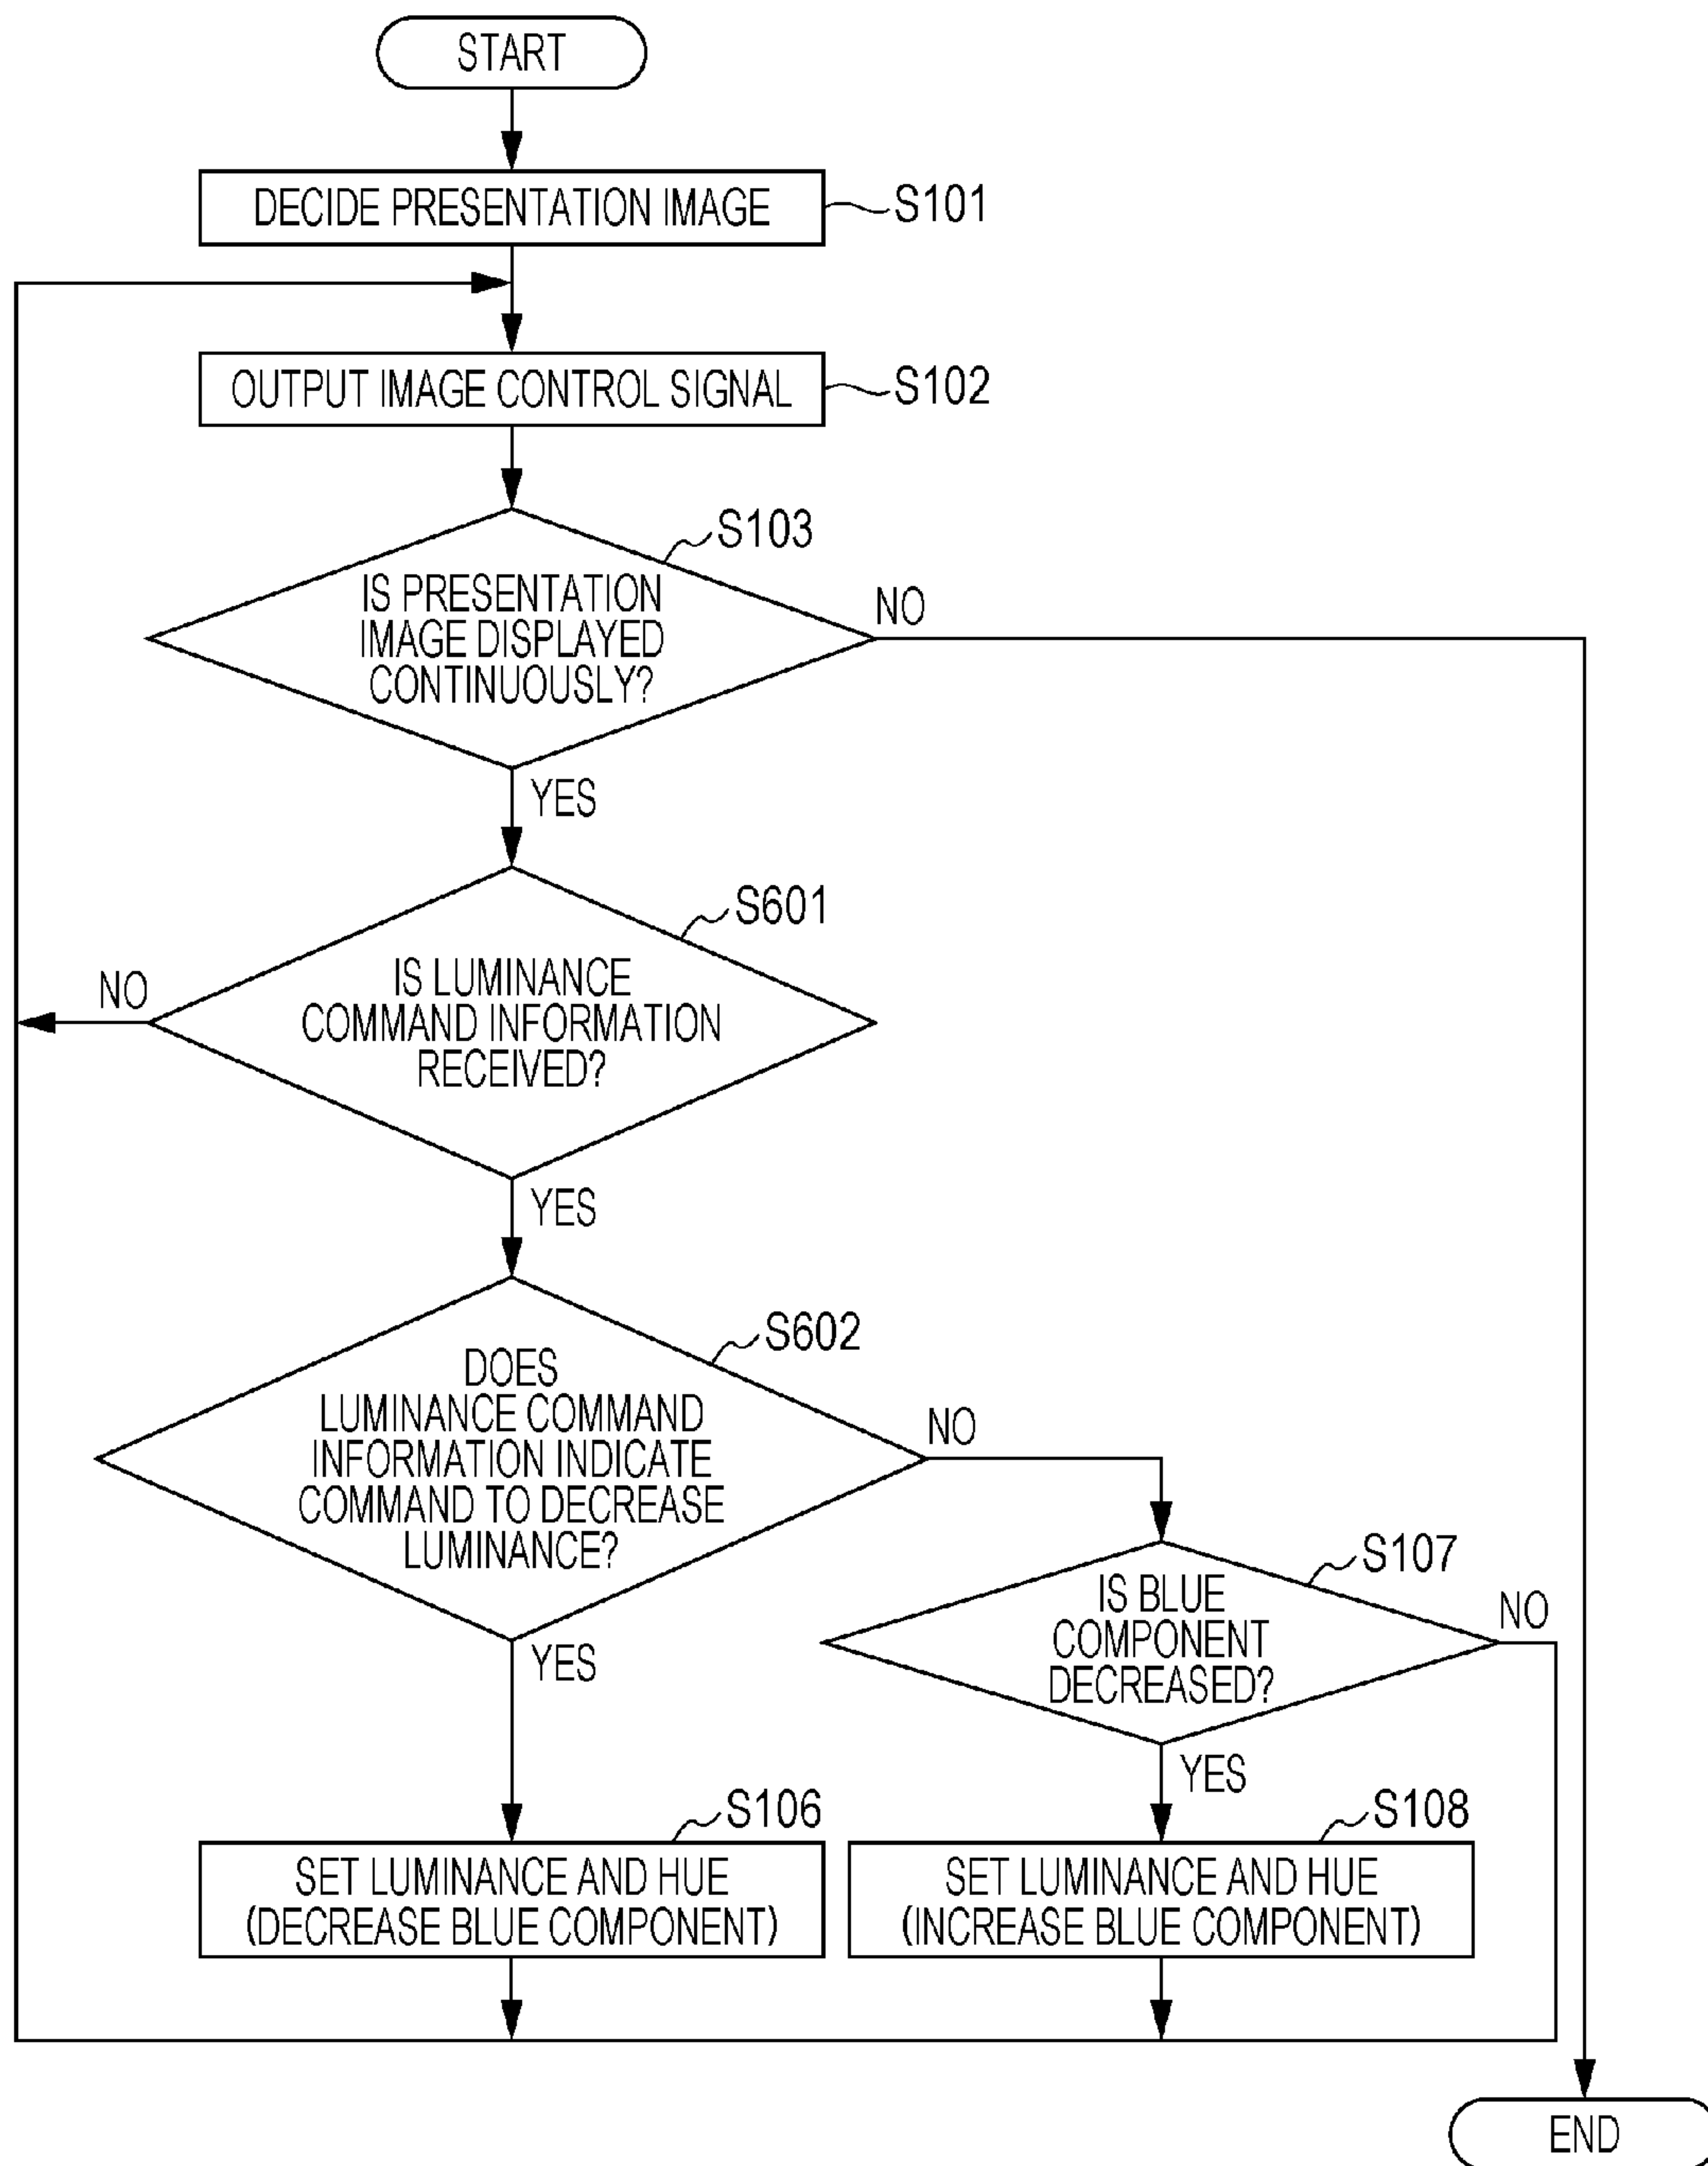 START
DECIDE PRESENTATION IMAGE
S101
OUTPUT IMAGE CONTROL SIGNAL
S102
S103
IS PRESENTATION
IMAGE DISPLAYED
CONTINUOUSLY?
NO
YES
S601
IS LUMINANCE
COMMAND INFORMATION
RECEIVED?
NO
YES
S602
DOES
LUMINANCE COMMAND
INFORMATION INDICATE
COMMAND TO DECREASE
LUMINANCE?
NO
YES
S107
IS BLUE
COMPONENT
DECREASED?
NO
YES
S106
SET LUMINANCE AND HUE
(DECREASE BLUE COMPONENT)
S108
SET LUMINANCE AND HUE
(INCREASE BLUE COMPONENT)
END